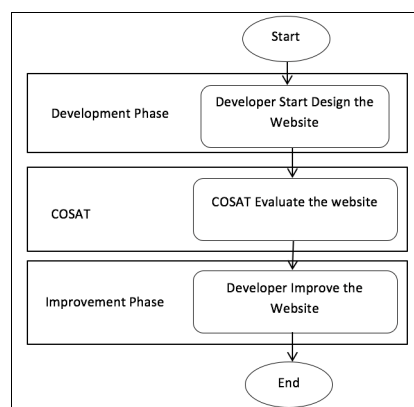 Start
Development Phase
Developer Start Design the
Website
COSAT
COSAT Evaluate the website
Improvement Phase
Developer Improve the
Website
End